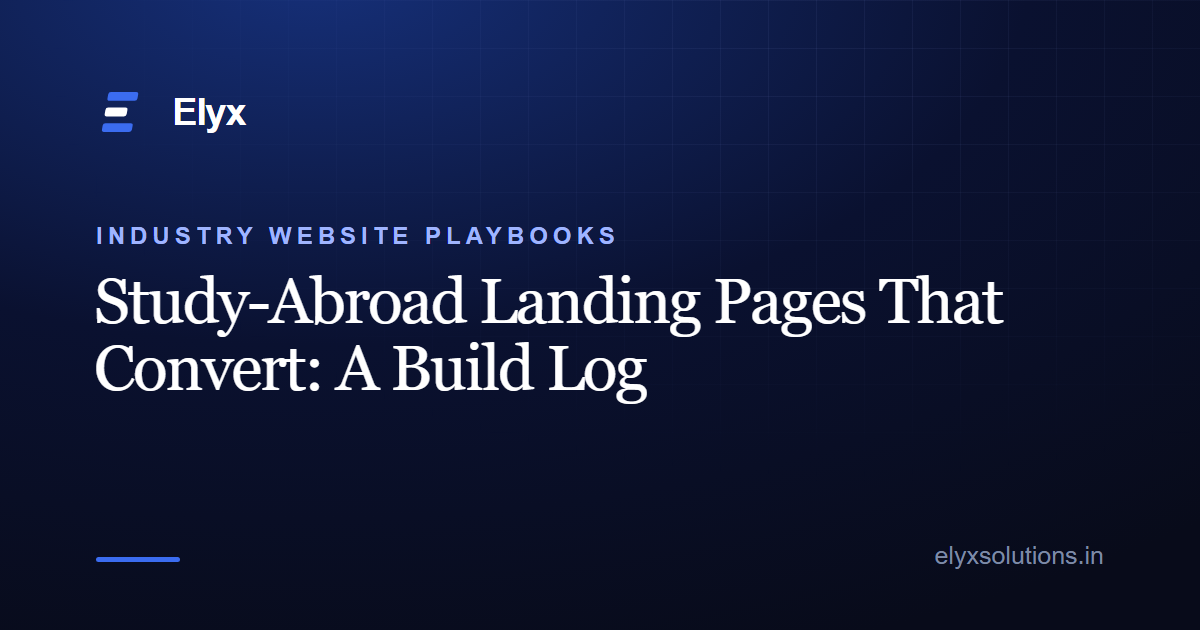 Elyx
INDUSTRY WEBSITE PLAYBOOKS
Study-Abroad Landing Pages That
Convert: A Build Log
elyxsolutions.in